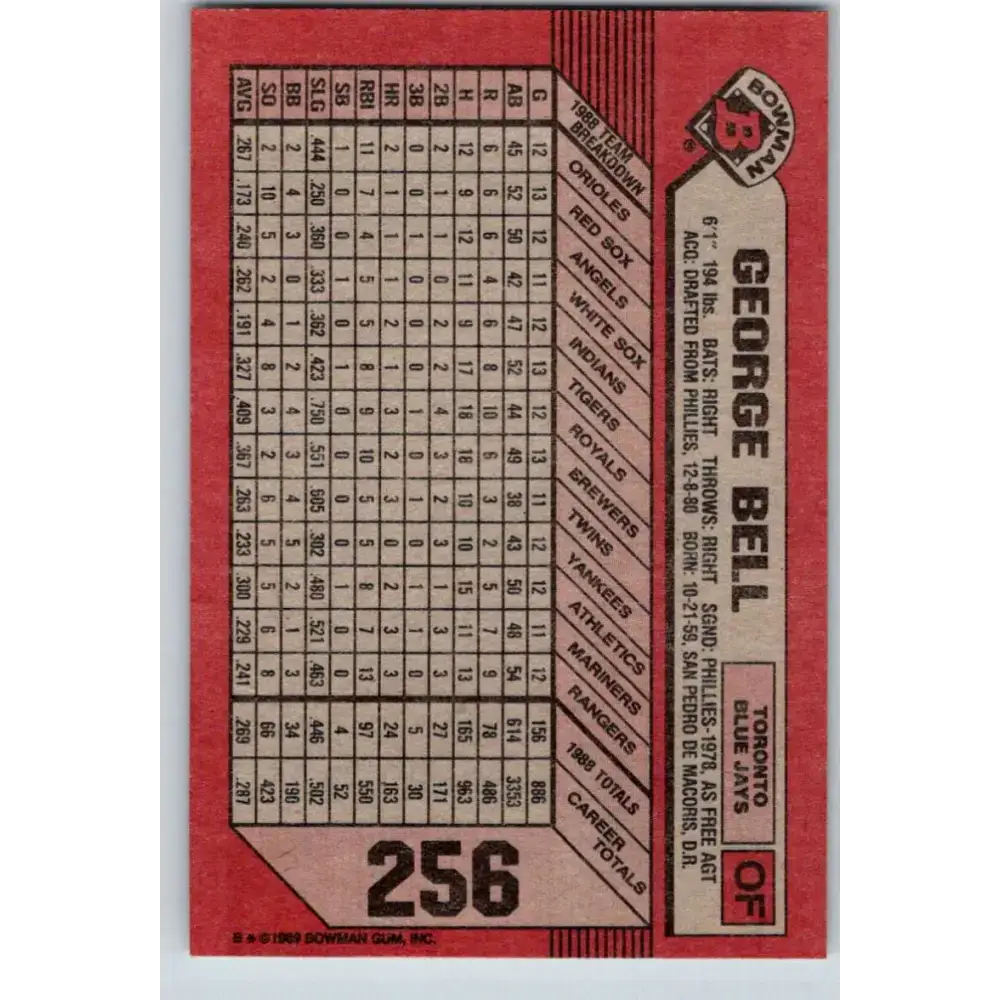 BOWMAN
B
®
GEORGE BELL
TORONTO
BLUE JAYS
OF
6'1" 194 lbs. BATS: RIGHT THROWS: RIGHT SGND: PHILLIES-1978, AS FREE AGT
ACQ: DRAFTED FROM PHILLIES, 12-8-80 BORN: 10-21-59, SAN PEDRO DE MACORIS, D.R.
1988 TEAM
BREAKDOWN
ORIOLES
RED SOX
ANGELS
WHITE SOX
INDIANS
TIGERS
ROYALS
BREWERS
TWINS
YANKEES
ATHLETICS
MARINERS
RANGERS
1988 TOTALS
CAREER
TOTALS
G 12 13 12 11 12 13 12 13 11 12 12 11 12 156 886
AB 45 52 50 42 47 52 44 49 38 43 50 48 54 614 3353
R 6 6 6 4 6 8 10 6 3 2 5 7 9 78 486
H 12 9 12 11 9 17 18 18 10 10 15 11 13 165 963
2B 2 1 1 0 2 2 4 3 2 3 1 3 3 27 171
3B 0 0 1 0 0 0 1 0 1 0 1 1 0 5 30
HR 2 1 1 1 2 1 3 2 3 0 2 3 3 24 163
RBI 11 7 4 5 5 8 9 10 5 5 8 7 13 97 550
SB 1 0 0 1 0 1 0 0 0 0 1 0 0 4 52
SLG .444 .250 .360 .333 .362 .423 .750 .551 .605 .302 .480 .521 .463 .446 .502
BB 2 4 3 0 1 2 4 3 4 5 2 1 3 34 190
SO 2 10 5 2 4 8 3 2 6 5 5 6 8 66 423
AVG .267 .173 .240 .262 .191 .327 .409 .367 .263 .233 .300 .229 .241 .269 .287
256
B * ©1989 BOWMAN GUM, INC.